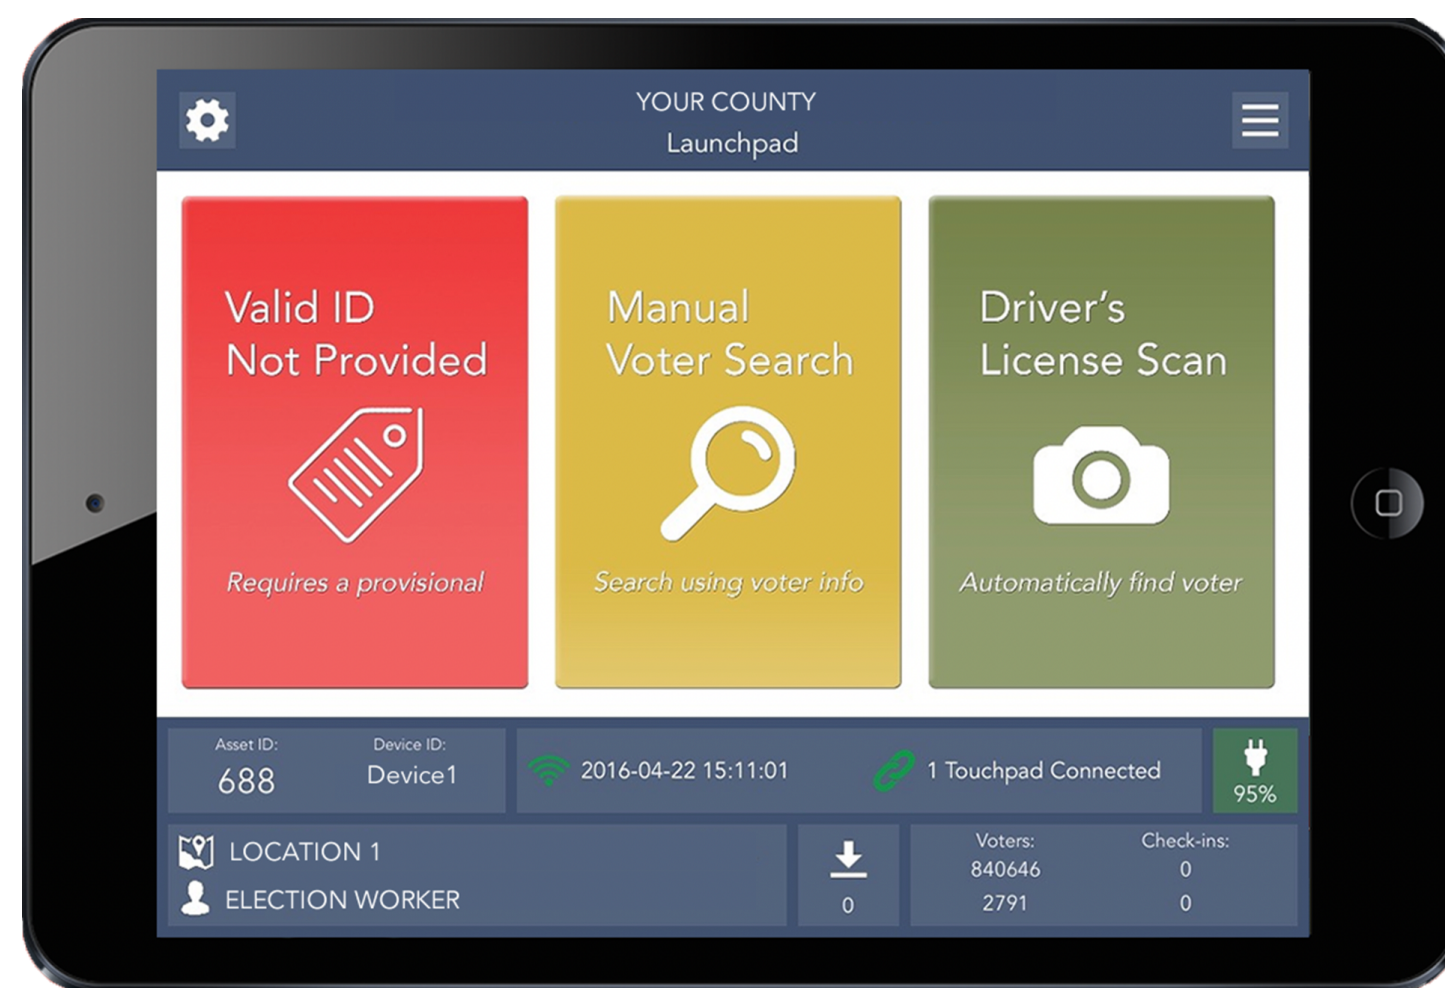 YOUR COUNTY
Launchpad
Valid ID
Not Provided
Requires a provisional
Manual
Voter Search
Search using voter info
Driver's
License Scan
Automatically find voter
Asset ID:
688
Device ID:
Device1
2016-04-22 15:11:01
1 Touchpad Connected
95%
LOCATION 1
ELECTION WORKER
0
Voters: Check-ins:
840646 0
2791 0